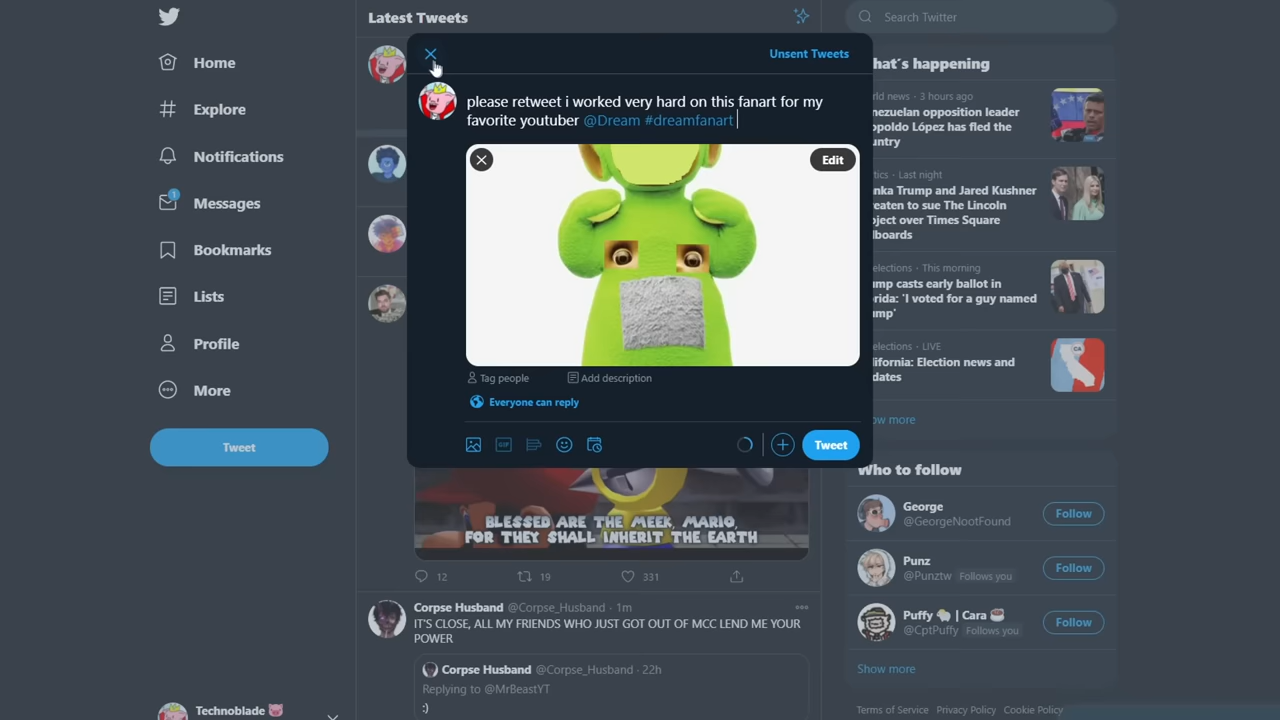 Home
Explore
Notifications
1
Messages
Bookmarks
Lists
Profile
More
Tweet
Technoblade
Latest Tweets
Unsent Tweets
please retweet i worked very hard on this fanart for my
favorite youtuber @Dream #dreamfanart
Edit
Tag people
Add description
Everyone can reply
GIF
Tweet
BLESSED ARE THE MEEK, MARIO,
FOR THEY SHALL INHERIT THE EARTH
12
19
331
Corpse Husband @Corpse_Husband · 1m
IT'S CLOSE, ALL MY FRIENDS WHO JUST GOT OUT OF MCC LEND ME YOUR
POWER
Corpse Husband @Corpse_Husband · 22h
Replying to @MrBeastYT
:)
Search Twitter
hat's happening
rld news · 3 hours ago
nezuelan opposition leader
opoldo López has fled the
untry
tics · Last night
nka Trump and Jared Kushner
eaten to sue The Lincoln
oject over Times Square
lboards
elections · This morning
ump casts early ballot in
rida: 'I voted for a guy named
ump'
elections · LIVE
lifornia: Election news and
dates
ow more
Who to follow
George
@GeorgeNootFound
Follow
Punz
@Punztw Follows you
Follow
Puffy | Cara
@CptPuffy Follows you
Follow
Show more
Terms of Service Privacy Policy Cookie Policy